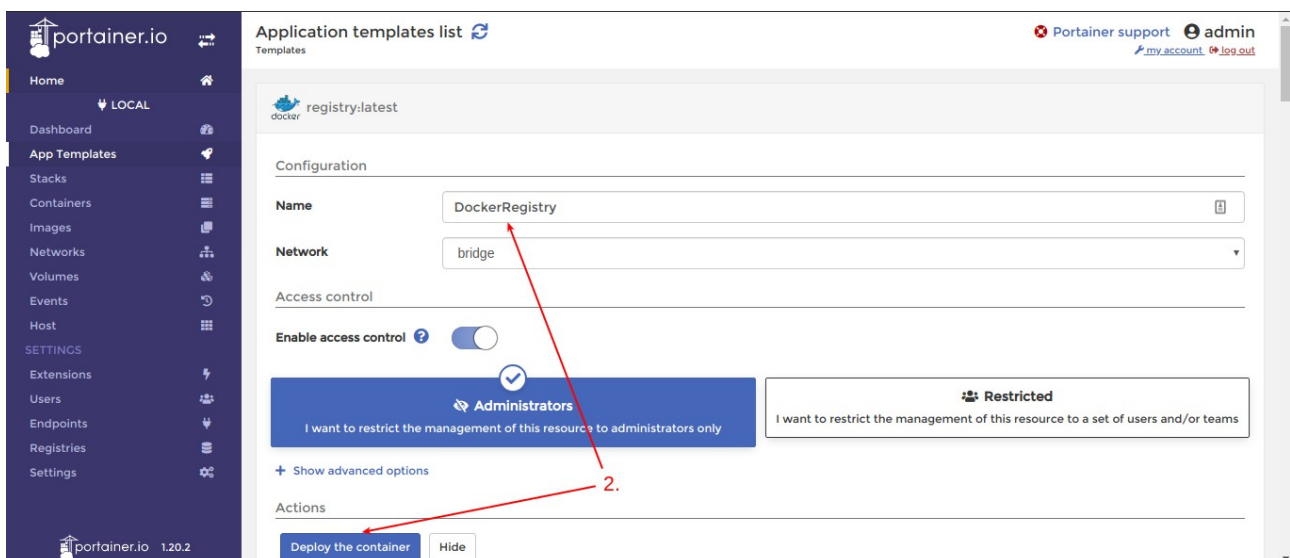 portainer.io
Home
LOCAL
Dashboard
App Templates
Stacks
Containers
Images
Networks
Volumes
Events
Host
SETTINGS
Extensions
Users
Endpoints
Registries
Settings
portainer.io 1.20.2
Application templates list
Templates
Portainer support admin
my account log out
docker registry:latest
Configuration
Name DockerRegistry
Network bridge
Access control
Enable access control ?
Administrators
I want to restrict the management of this resource to administrators only
Restricted
I want to restrict the management of this resource to a set of users and/or teams
+ Show advanced options
2.
Actions
Deploy the container Hide